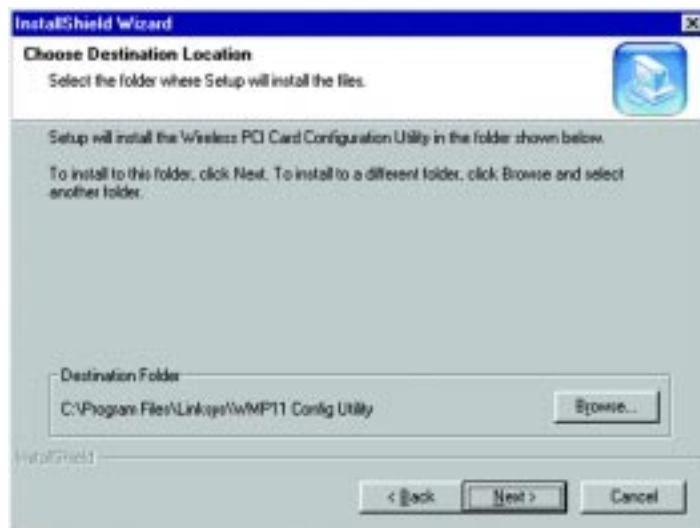 InstallShield Wizard
Choose Destination Location
Select the folder where Setup will install the files.
Setup will install the Wireless PCI Card Configuration Utility in the folder shown below.
To install to this folder, click Next. To install to a different folder, click Browse and select
another folder.
Destination Folder
C:\Program Files\Linksys\WMP11 Config Utility
Browse...
InstallShield
< Back
Next >
Cancel